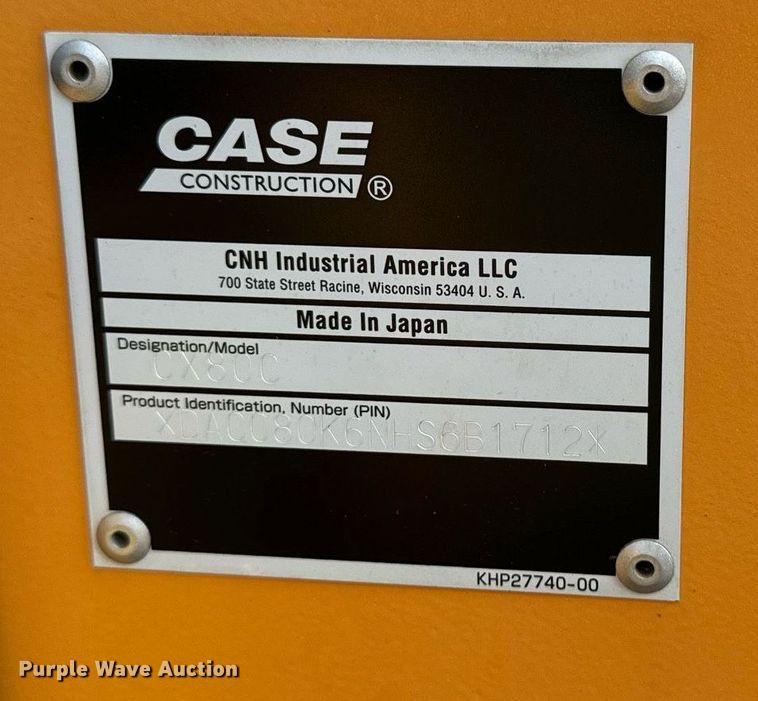 CASE
CONSTRUCTION ®
CNH Industrial America LLC
700 State Street Racine, Wisconsin 53404 U. S. A.
Made In Japan
Designation/Model
CX80C
Product Identification, Number (PIN)
XDACC80K6NHS6B1712X
KHP27740-00
Purple Wave Auction